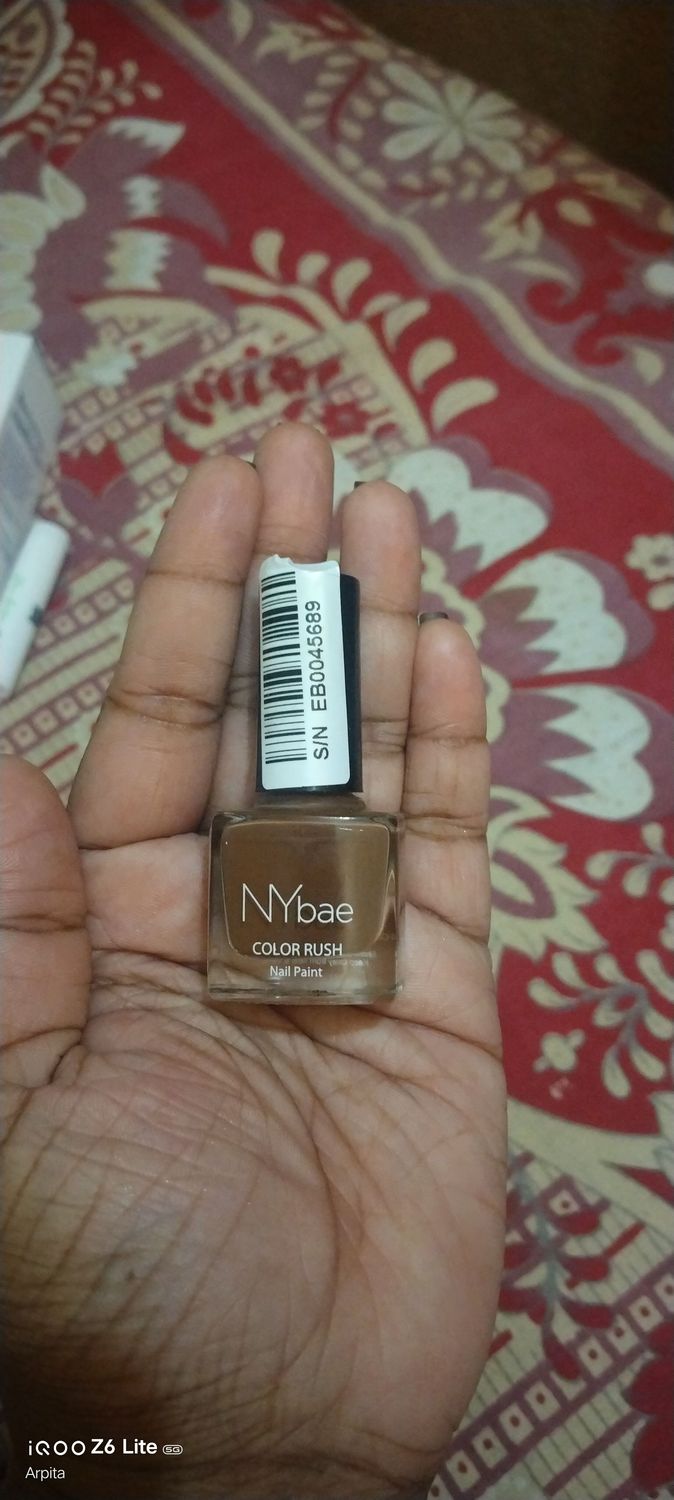 S/N EB0045689
NYbae
COLOR RUSH
Nail Paint
iQOO Z6 Lite 5G
Arpita